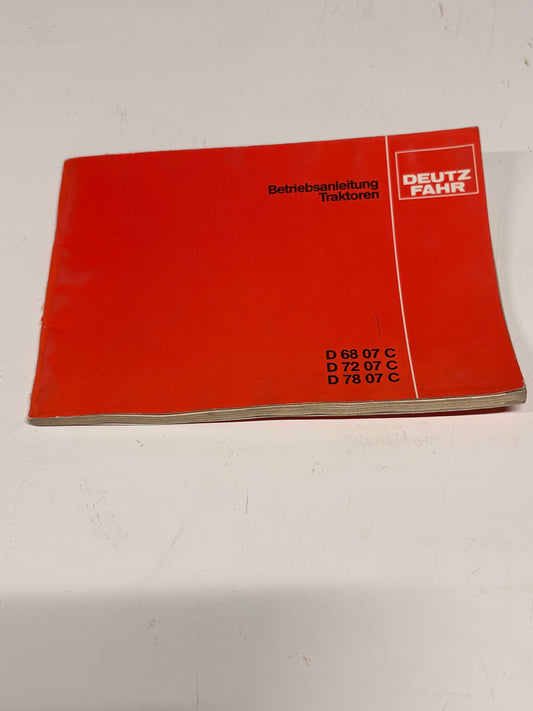 Betriebsanleitung
Traktoren
DEUTZ
FAHR
D 68 07 C
D 72 07 C
D 78 07 C